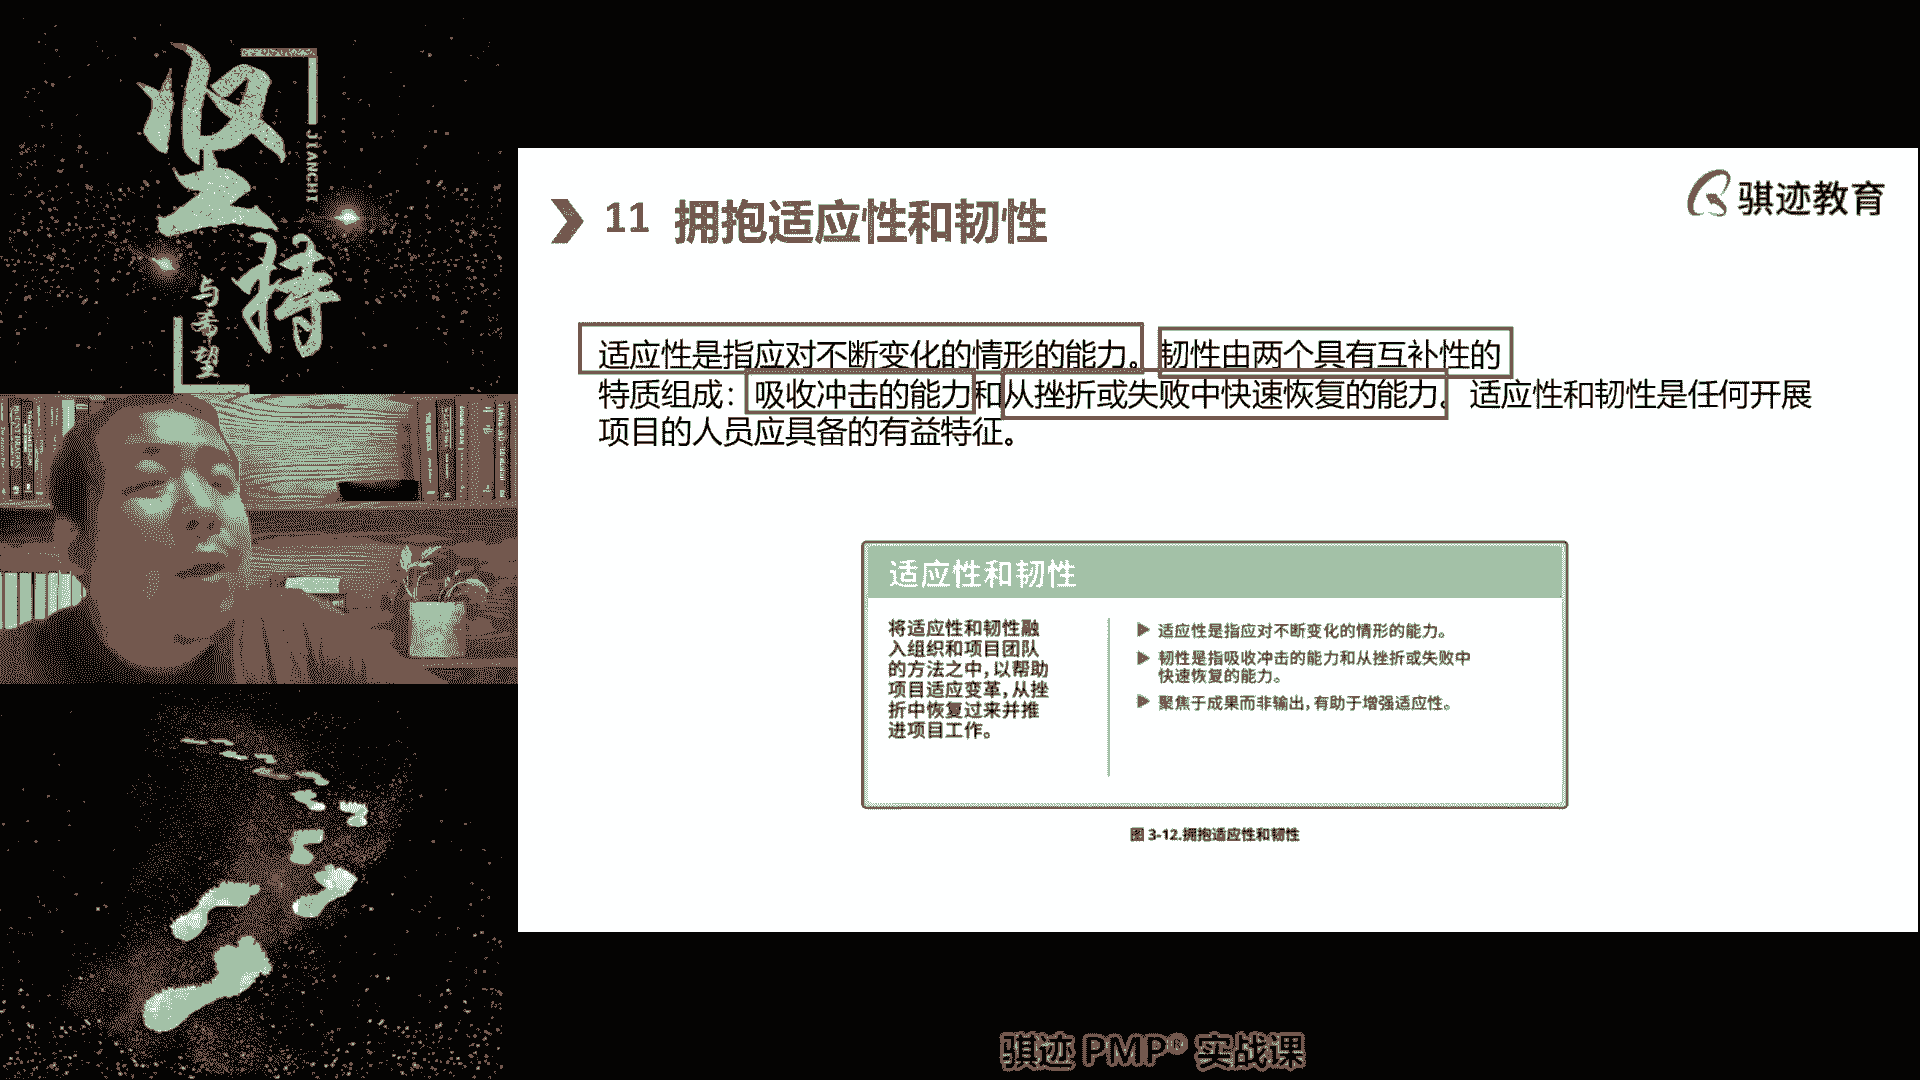 坚持
JIANCHI
与希望
11 拥抱适应性和韧性
骐迹教育
适应性是指应对不断变化的情形的能力。 韧性由两个具有互补性的
特质组成：吸收冲击的能力和从挫折或失败中快速恢复的能力。 适应性和韧性是任何开展
项目的人员应具备的有益特征。
适应性和韧性
将适应性和韧性融
入组织和项目团队
的方法之中，以帮助
项目适应变革，从挫
折中恢复过来并推
进项目工作。
适应性是指应对不断变化的情形的能力。
韧性是指吸收冲击的能力和从挫折或失败中
快速恢复的能力。
聚焦于成果而非输出，有助于增强适应性。
图 3-12.拥抱适应性和韧性
骐迹 PMP® 实战课